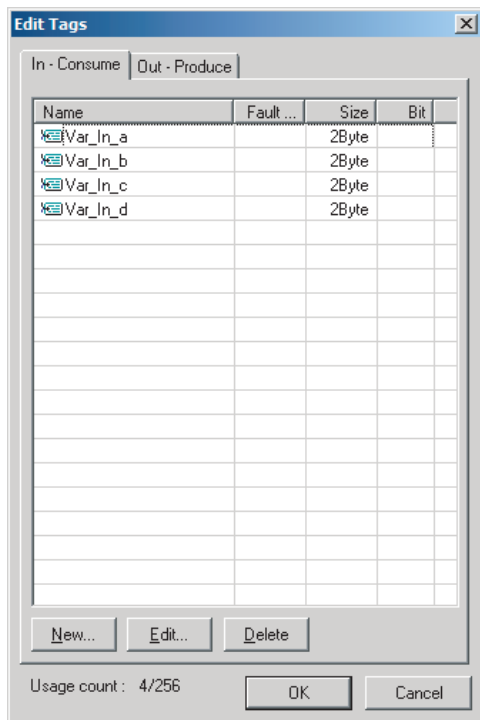 Edit Tags
In - Consume Out - Produce
Name Fault ... Size Bit
Var_In_a 2Byte
Var_In_b 2Byte
Var_In_c 2Byte
Var_In_d 2Byte
New... Edit... Delete
Usage count : 4/256 OK Cancel